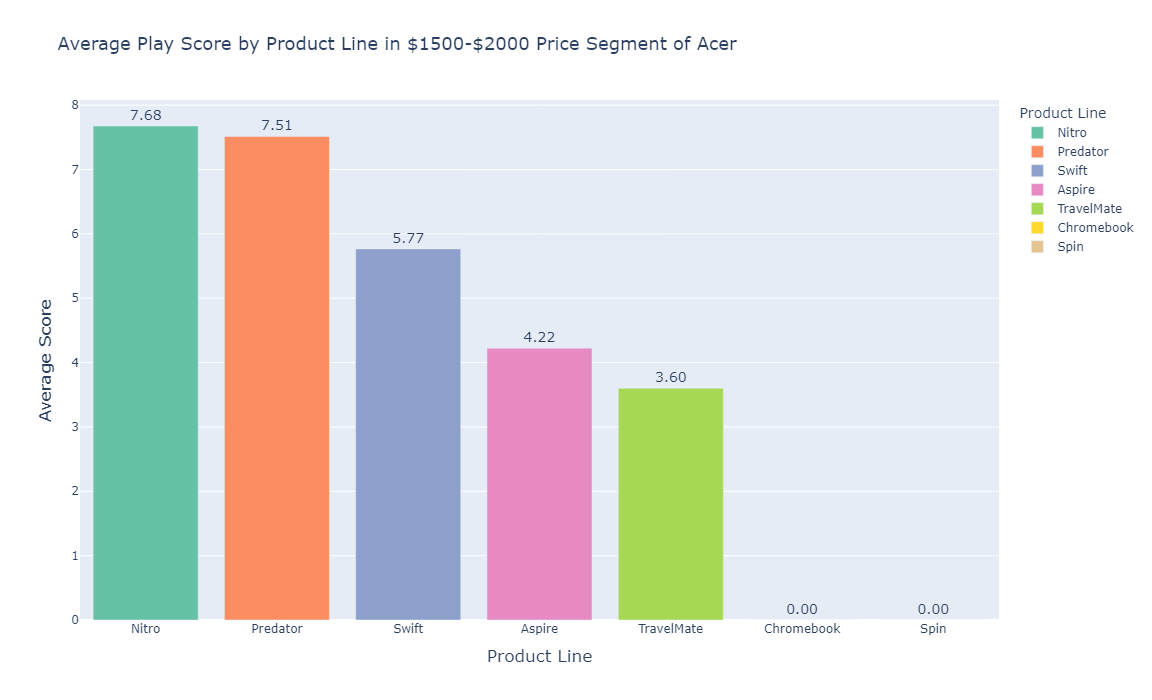 Average Play Score by Product Line in $1500-$2000 Price Segment of Acer
Average Score
8
7
6
5
4
3
2
1
0
7.68
7.51
5.77
4.22
3.60
0.00
0.00
Nitro
Predator
Swift
Aspire
TravelMate
Chromebook
Spin
Product Line
Product Line
Nitro
Predator
Swift
Aspire
TravelMate
Chromebook
Spin